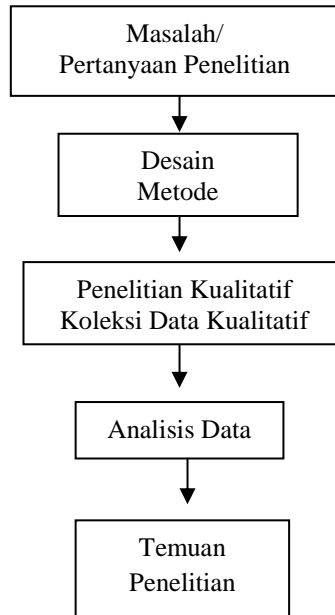 Masalah/
Pertanyaan Penelitian
Desain
Metode
Penelitian Kualitatif
Koleksi Data Kualitatif
Analisis Data
Temuan
Penelitian